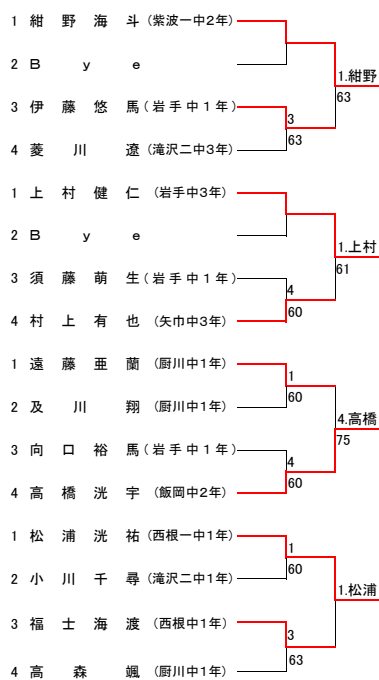 1 紺野海斗 (紫波一中2年)
2 Bye
1.紺野
63
3 伊藤悠馬 (岩手中1年)
3
63
4 菱川遼 (滝沢二中3年)
1 上村健仁 (岩手中3年)
2 Bye
1.上村
61
3 須藤萌生 (岩手中1年)
4
60
4 村上有也 (矢巾中3年)
1 遠藤亜蘭 (厨川中1年)
1
60
2 及川翔 (厨川中1年)
4.高橋
75
3 向口裕馬 (岩手中1年)
4
60
4 高橋洸宇 (飯岡中2年)
1 松浦洸祐 (西根一中1年)
1
60
2 小川千尋 (滝沢二中1年)
1.松浦
3 福士海渡 (西根中1年)
3
63
4 高森颯 (厨川中1年)